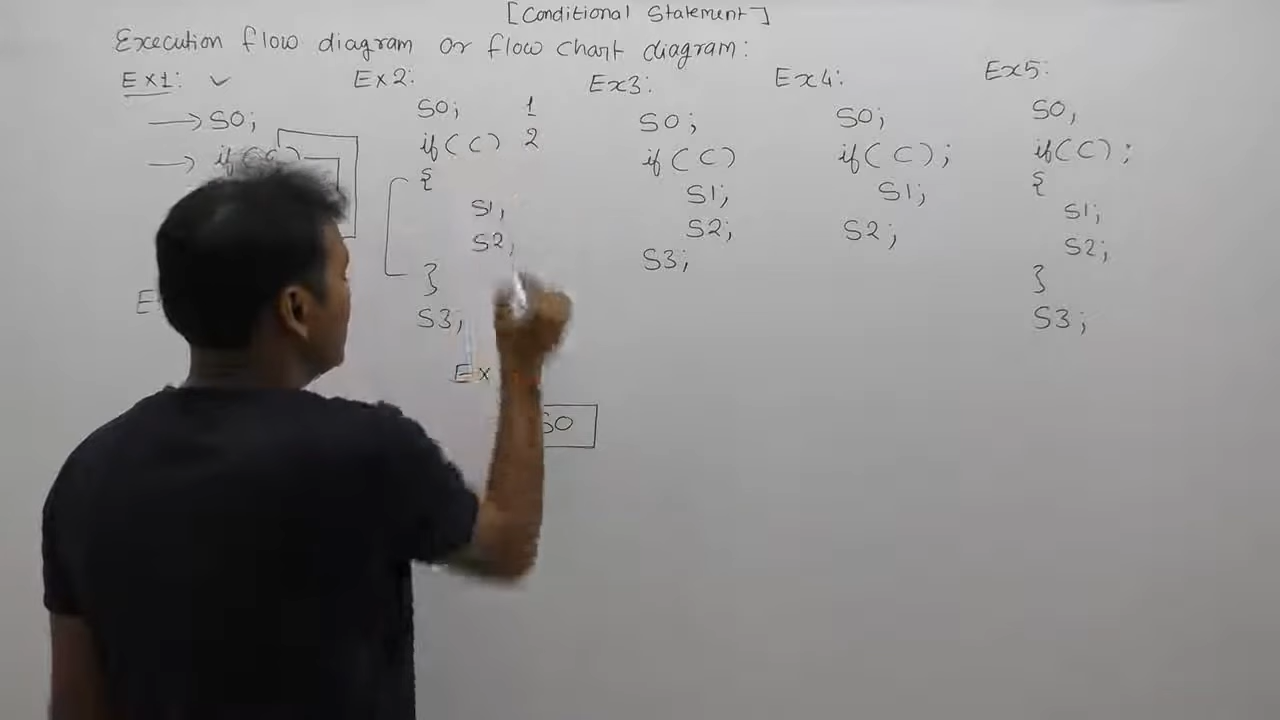 [Conditional Statement]
Execution flow diagram or flow chart diagram:
Ex1: ✓
→ S0;
→ if(C)
Ex2:
S0; 1
if(C) 2
{
S1;
S2;
}
S3;
Ex
S0
Ex3:
S0;
if(C)
S1;
S2;
S3;
Ex4:
S0;
if(C);
S1;
S2;
Ex5:
S0,
if(C);
{
S1;
S2;
}
S3;